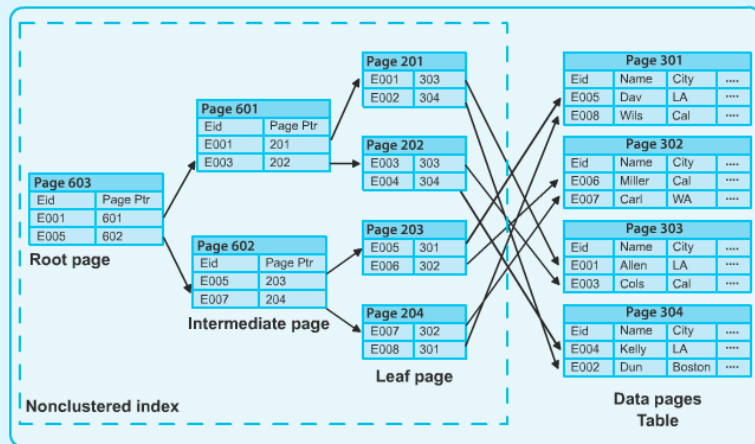 Page 603
Eid Page Ptr
E001 601
E005 602
Root page
Page 601
Eid Page Ptr
E001 201
E003 202
Page 602
Eid Page Ptr
E005 203
E007 204
Intermediate page
Page 201
E001 303
E002 304
Page 202
E003 303
E004 304
Page 203
E005 301
E006 302
Page 204
E007 302
E008 301
Leaf page
Nonclustered index
Page 301
Eid Name City ....
E005 Dav LA ....
E008 Wils Cal ....
Page 302
Eid Name City ....
E006 Miller Cal ....
E007 Carl WA ....
Page 303
Eid Name City ....
E001 Allen LA ....
E003 Cols Cal ....
Page 304
Eid Name City ....
E004 Kelly LA ....
E002 Dun Boston ....
Data pages
Table